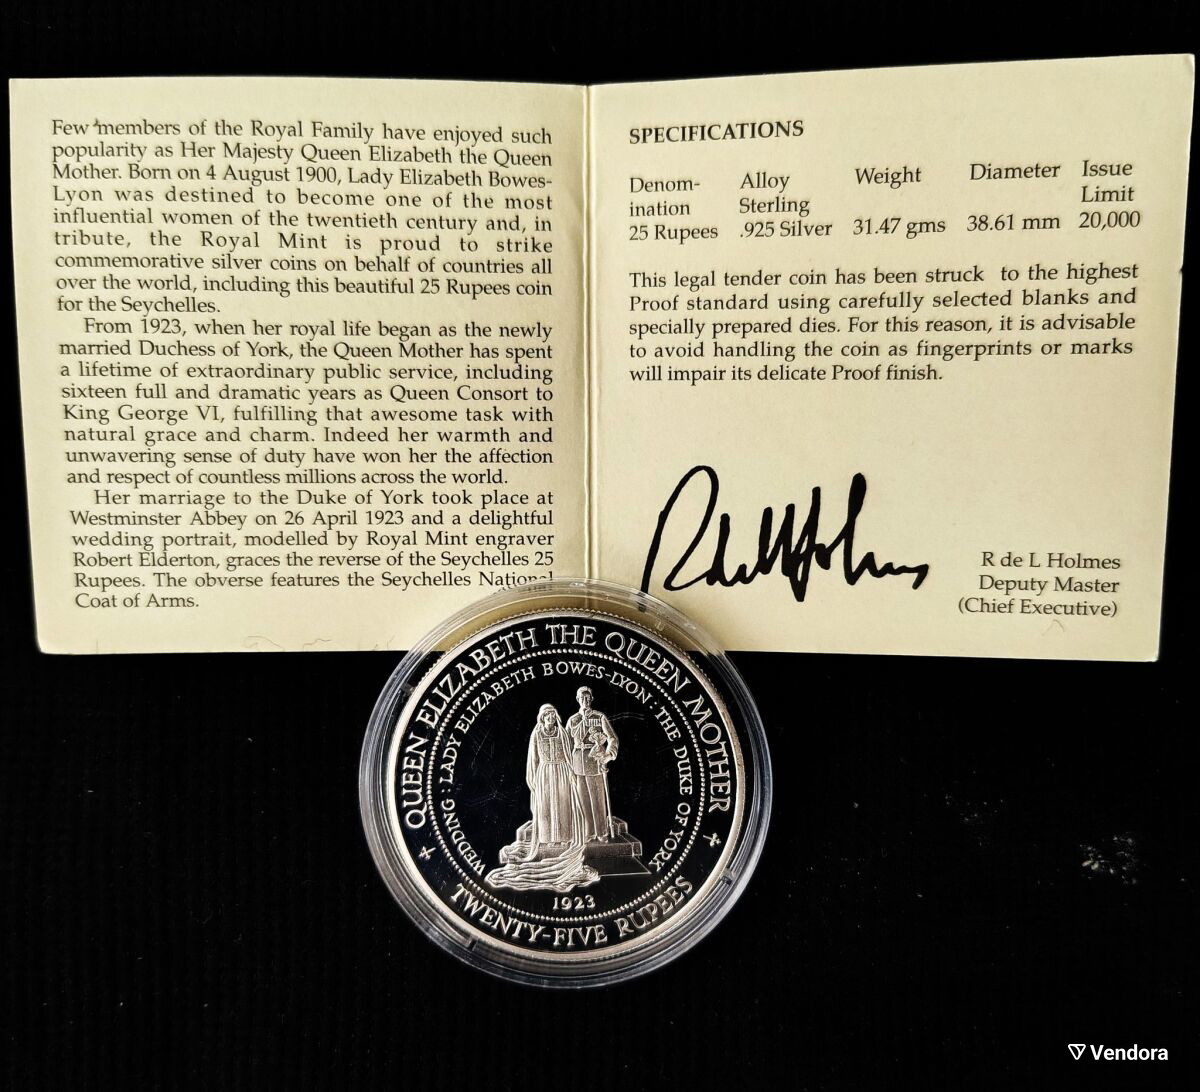 Few members of the Royal Family have enjoyed such
popularity as Her Majesty Queen Elizabeth the Queen
Mother. Born on 4 August 1900, Lady Elizabeth Bowes-
Lyon was destined to become one of the most
influential women of the twentieth century and, in
tribute, the Royal Mint is proud to strike
commemorative silver coins on behalf of countries all
over the world, including this beautiful 25 Rupees coin
for the Seychelles.
From 1923, when her royal life began as the newly
married Duchess of York, the Queen Mother has spent
a lifetime of extraordinary public service, including
sixteen full and dramatic years as Queen Consort to
King George VI, fulfilling that awesome task with
natural grace and charm. Indeed her warmth and
unwavering sense of duty have won her the affection
and respect of countless millions across the world.
Her marriage to the Duke of York took place at
Westminster Abbey on 26 April 1923 and a delightful
wedding portrait, modelled by Royal Mint engraver
Robert Elderton, graces the reverse of the Seychelles 25
Rupees. The obverse features the Seychelles National
Coat of Arms.
SPECIFICATIONS
Denom-
ination
25 Rupees
Alloy
Sterling
.925 Silver
Weight
31.47 gms
Diameter
38.61 mm
Issue
Limit
20,000
This legal tender coin has been struck to the highest
Proof standard using carefully selected blanks and
specially prepared dies. For this reason, it is advisable
to avoid handling the coin as fingerprints or marks
will impair its delicate Proof finish.
R de L Holmes
Deputy Master
(Chief Executive)
QUEEN ELIZABETH THE QUEEN MOTHER
WEDDING : LADY ELIZABETH BOWES-LYON : THE DUKE OF YORK
1923
TWENTY-FIVE RUPEES
Vendora